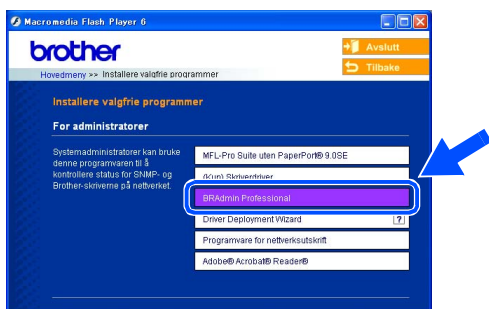 Macromedia Flash Player 6
brother
Avslutt
Hovedmeny >> Installere valgfrie programmer
Tilbake
Installere valgfrie programmer
For administratorer
Systemadministratorer kan bruke
denne programvaren til å
kontrollere status for SNMP- og
Brother-skriverne på nettverket.
MFL-Pro Suite uten PaperPort® 9.0SE
(Kun) Skriverdriver
BRAdmin Professional
Driver Deployment Wizard
?
Programvare for nettverksutskrift
Adobe® Acrobat® Reader®